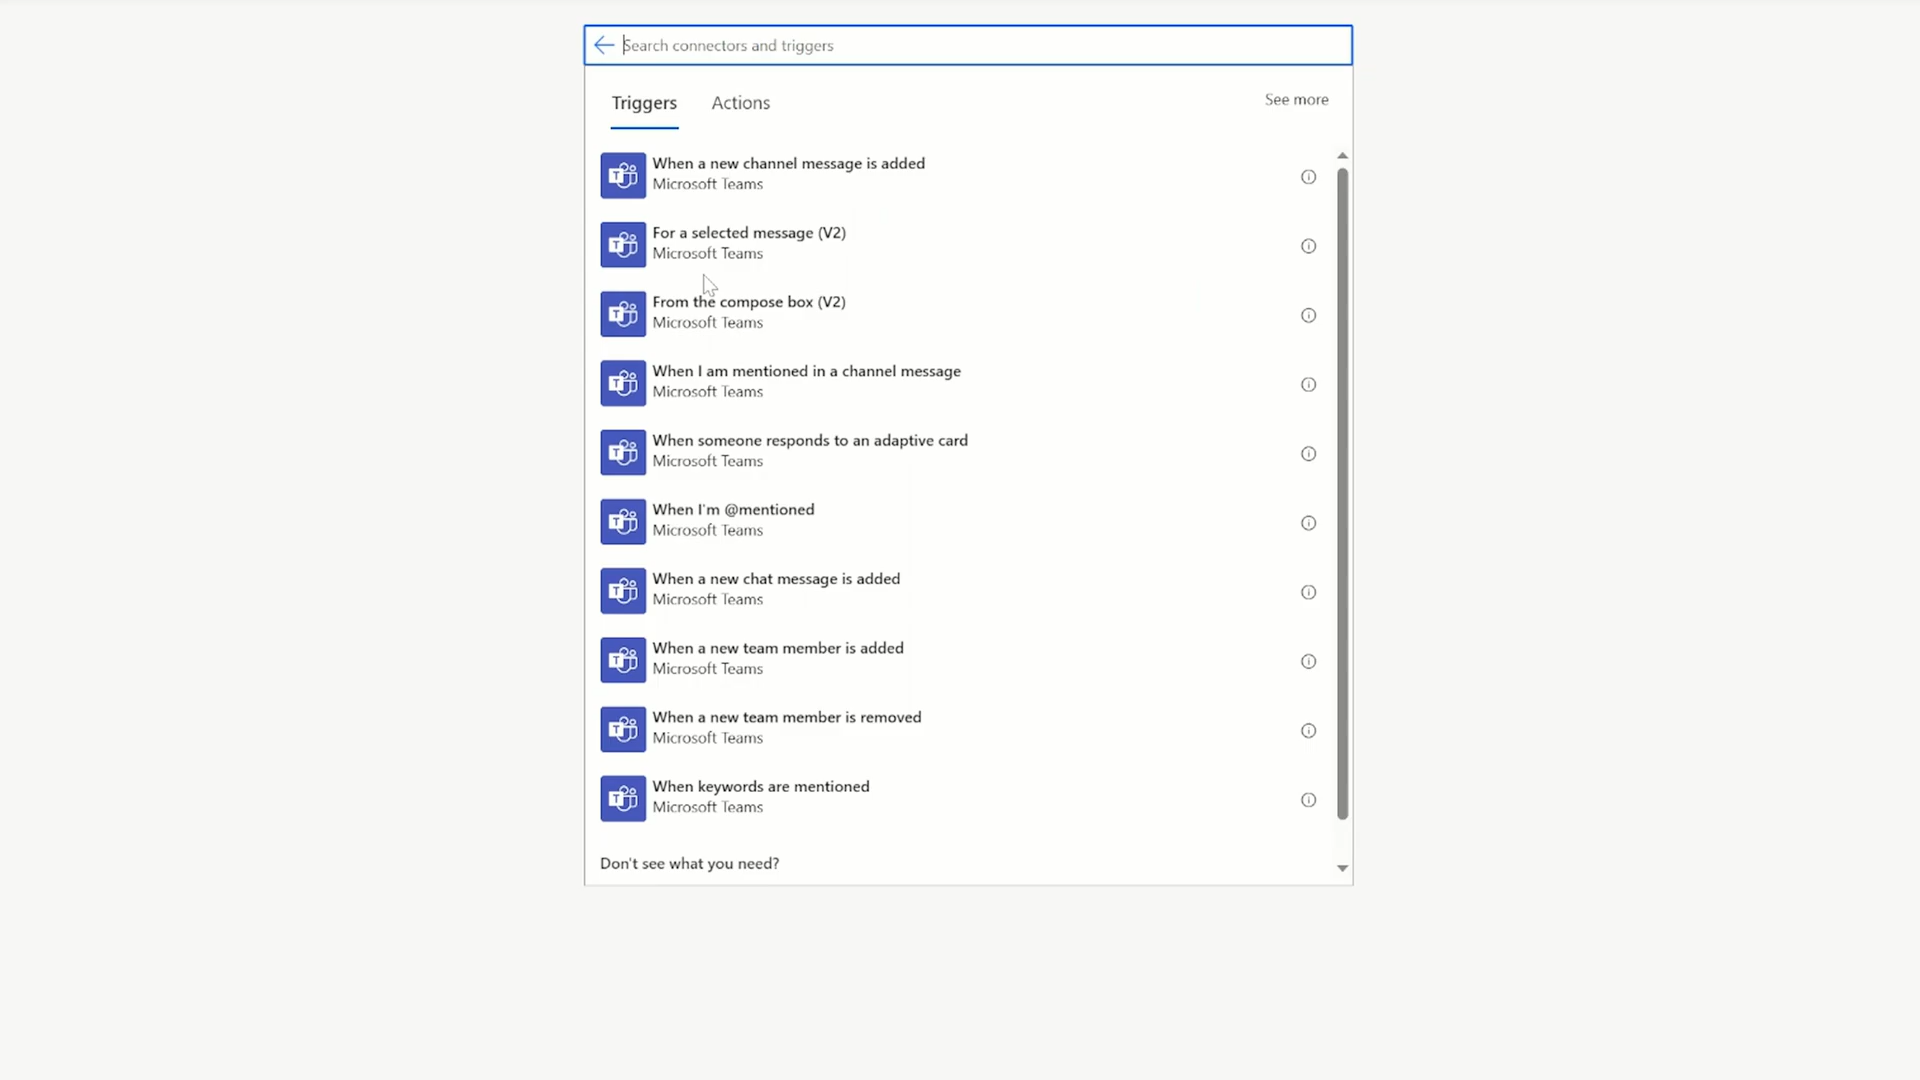 Search connectors and triggers
Triggers
Actions
See more
When a new channel message is added
Microsoft Teams
For a selected message (V2)
Microsoft Teams
From the compose box (V2)
Microsoft Teams
When I am mentioned in a channel message
Microsoft Teams
When someone responds to an adaptive card
Microsoft Teams
When I'm @mentioned
Microsoft Teams
When a new chat message is added
Microsoft Teams
When a new team member is added
Microsoft Teams
When a new team member is removed
Microsoft Teams
When keywords are mentioned
Microsoft Teams
Don't see what you need?